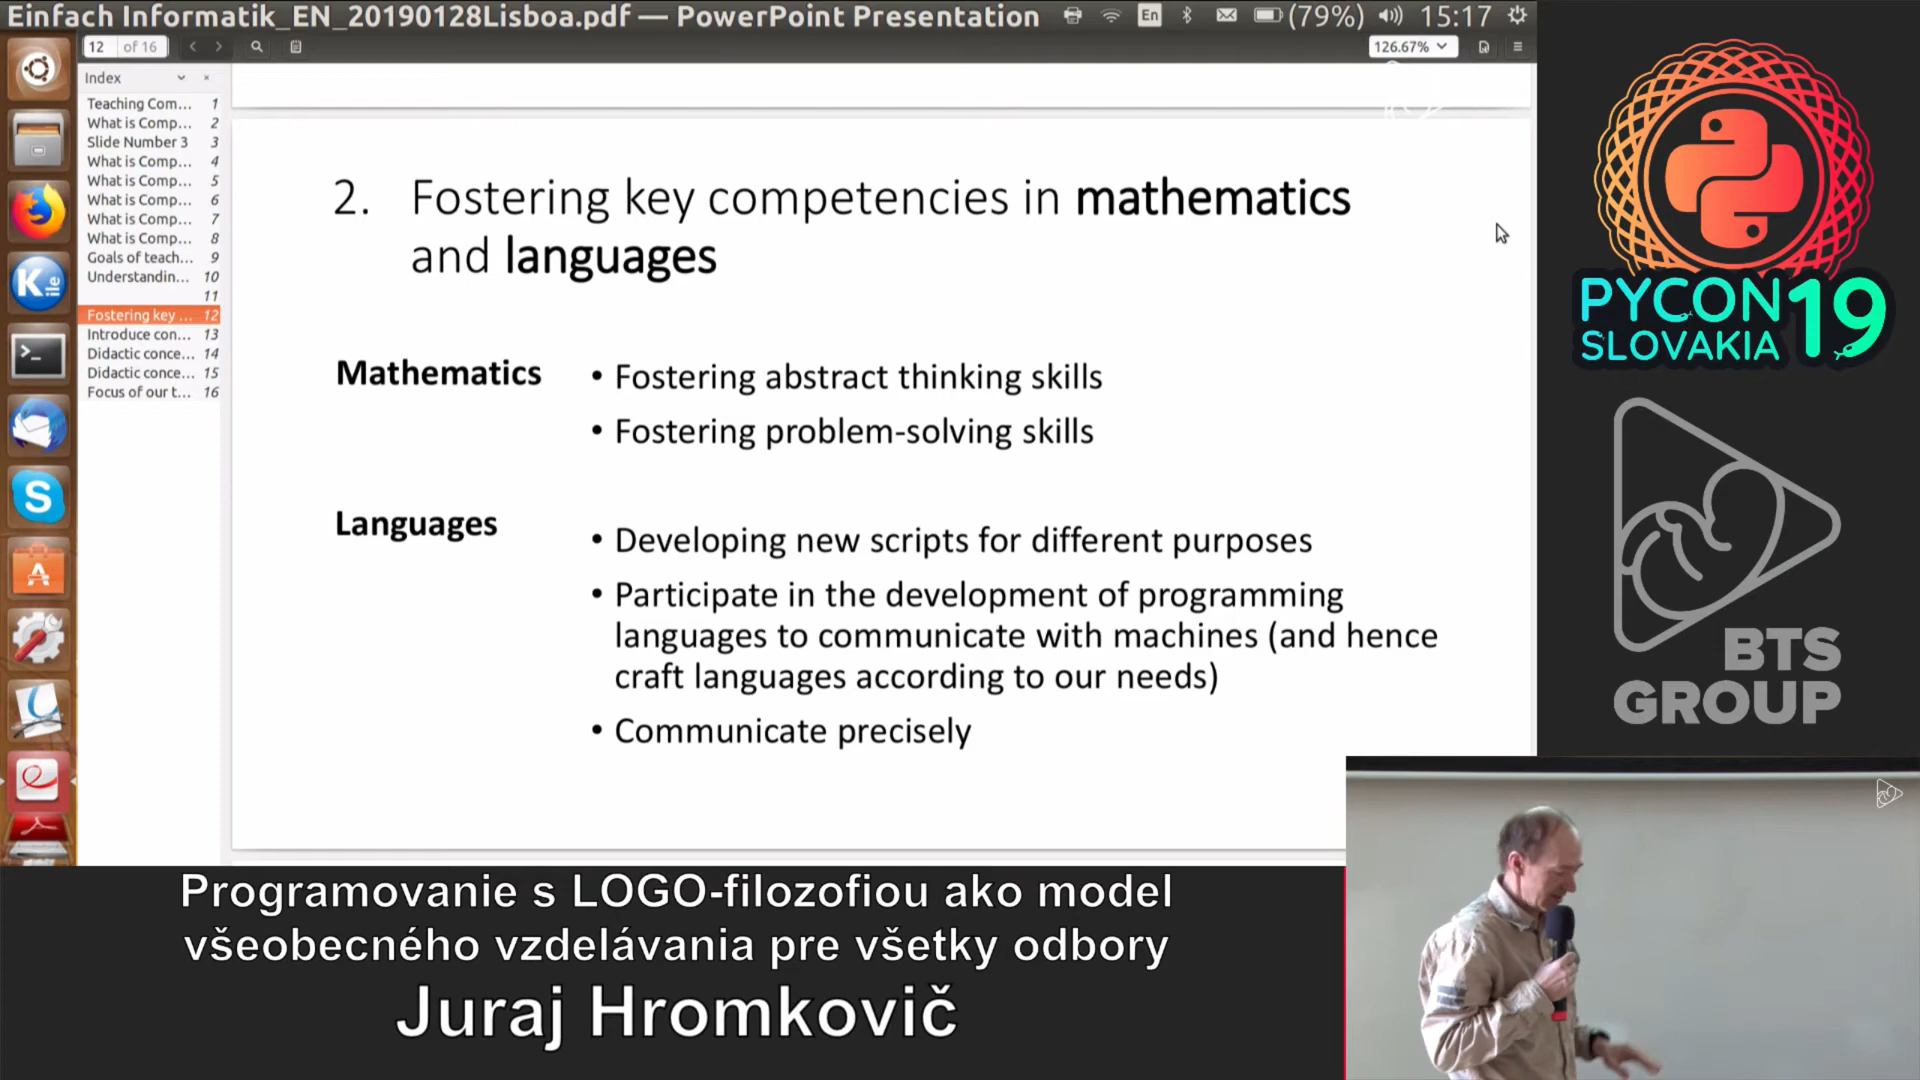 Einfach Informatik_EN_20190128Lisboa.pdf — PowerPoint Presentation
En
(79%)
15:17
12 of 16
126.67%
Index
Teaching Com... 1
What is Comp... 2
Slide Number 3 3
What is Comp... 4
What is Comp... 5
What is Comp... 6
What is Comp... 7
What is Comp... 8
Goals of teach... 9
Understandin... 10
11
Fostering key ... 12
Introduce con... 13
Didactic conce... 14
Didactic conce... 15
Focus of our t... 16
2. Fostering key competencies in mathematics
and languages
Mathematics
• Fostering abstract thinking skills
• Fostering problem-solving skills
Languages
• Developing new scripts for different purposes
• Participate in the development of programming
languages to communicate with machines (and hence
craft languages according to our needs)
• Communicate precisely
PYCON 19
SLOVAKIA
BTS
GROUP
Programovanie s LOGO-filozofiou ako model
všeobecného vzdelávania pre všetky odbory
Juraj Hromkovič